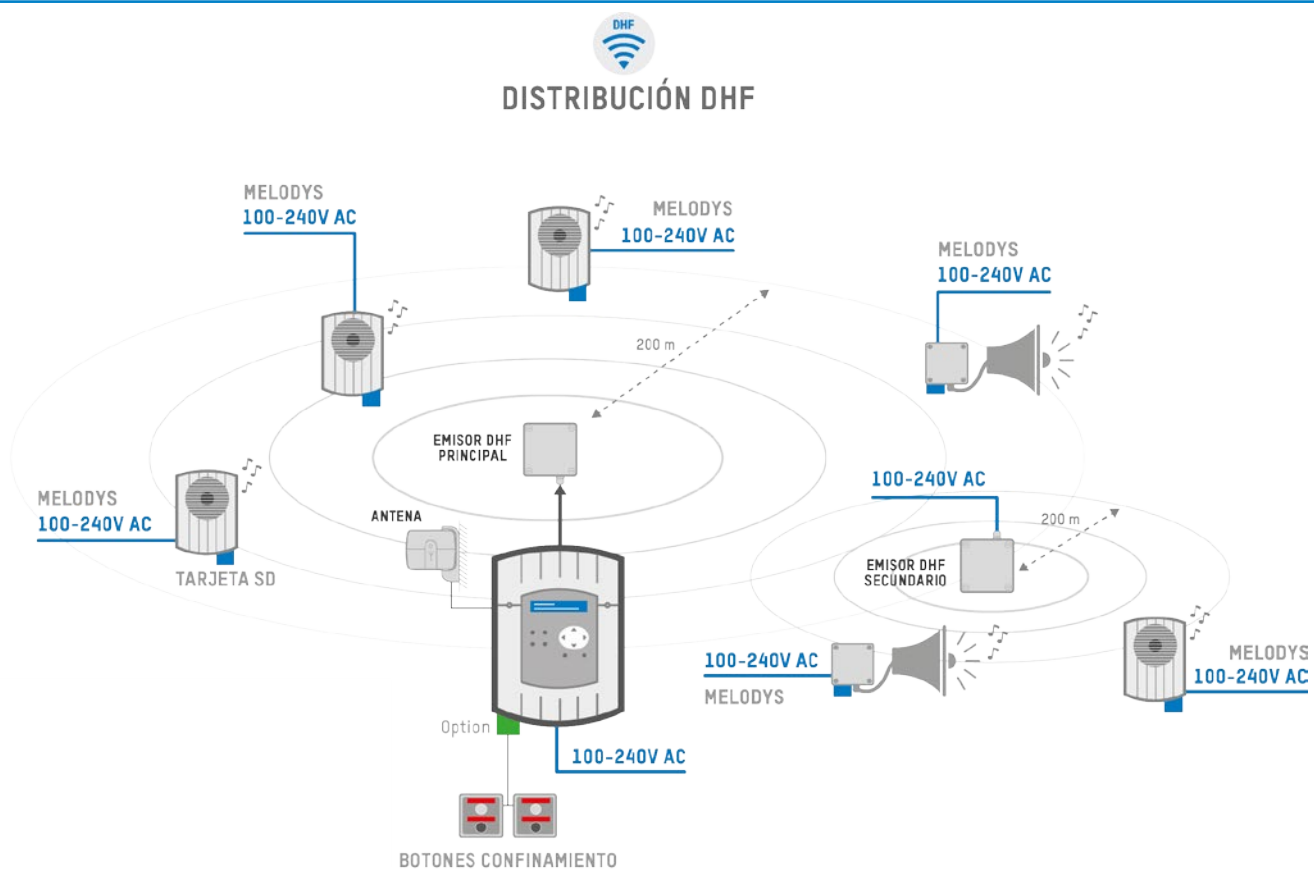 DHF
DISTRIBUCIÓN DHF
MELODYS
100-240V AC
MELODYS
100-240V AC
MELODYS
100-240V AC
200 m
EMISOR DHF
PRINCIPAL
MELODYS
100-240V AC
TARJETA SD
ANTENA
100-240V AC
200 m
EMISOR DHF
SECUNDARIO
100-240V AC
MELODYS
MELODYS
100-240V AC
Option
100-240V AC
BOTONES CONFINAMIENTO